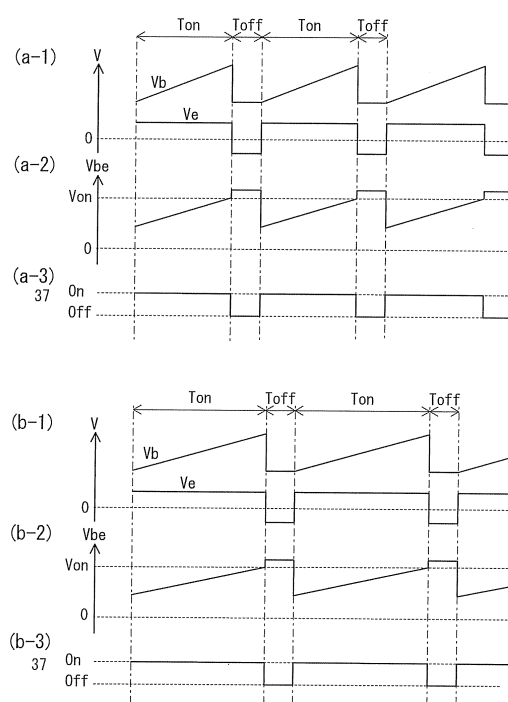 Ton Toff Ton Toff
(a-1) V
Vb
Ve
0
(a-2) Vbe
Von
0
(a-3)
37 On
Off
Ton Toff Ton Toff
(b-1) V
Vb
Ve
0
(b-2) Vbe
Von
0
(b-3)
37 On
Off